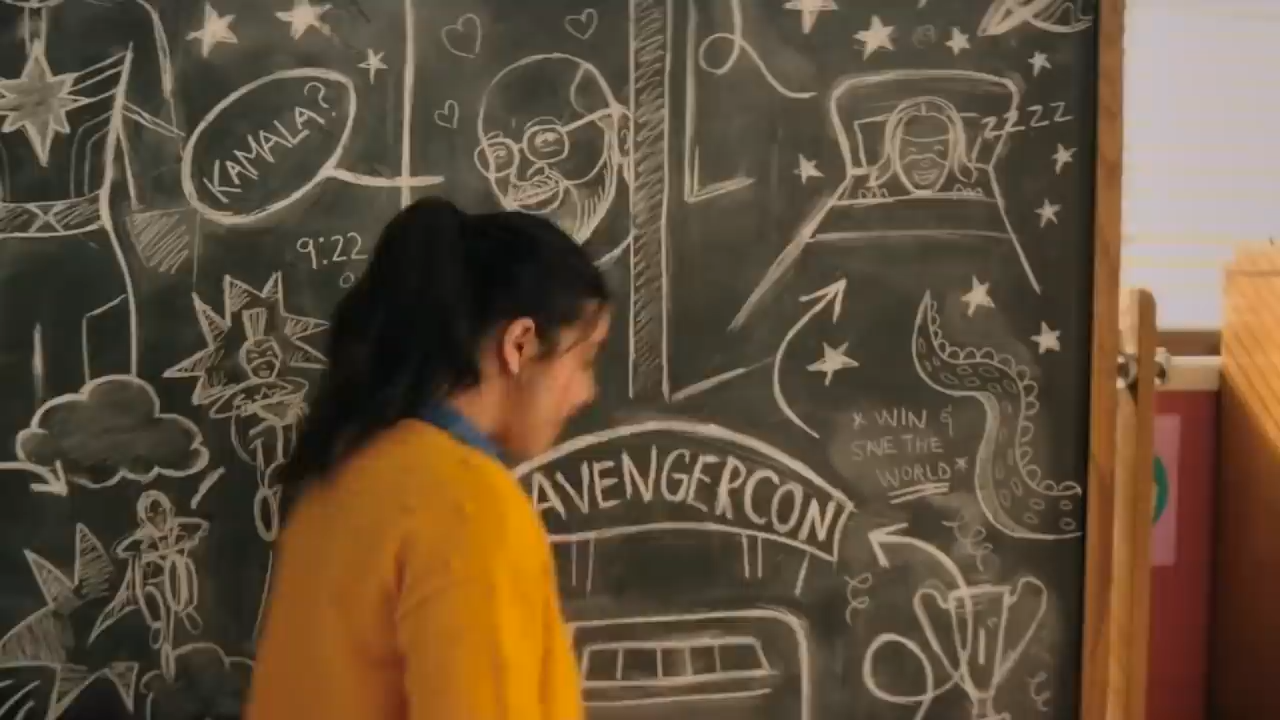 KAMALA?
9:22
ZZZZ
* WIN &
SAVE THE
WORLD*
AVENGERCON